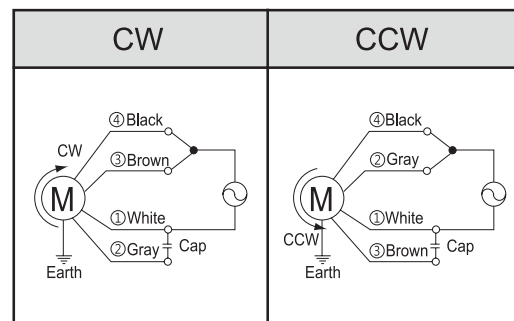 CW
CCW
④Black
CW
③Brown
M
①White
②Gray
Cap
Earth
④Black
②Gray
M
①White
CCW
③Brown
Cap
Earth